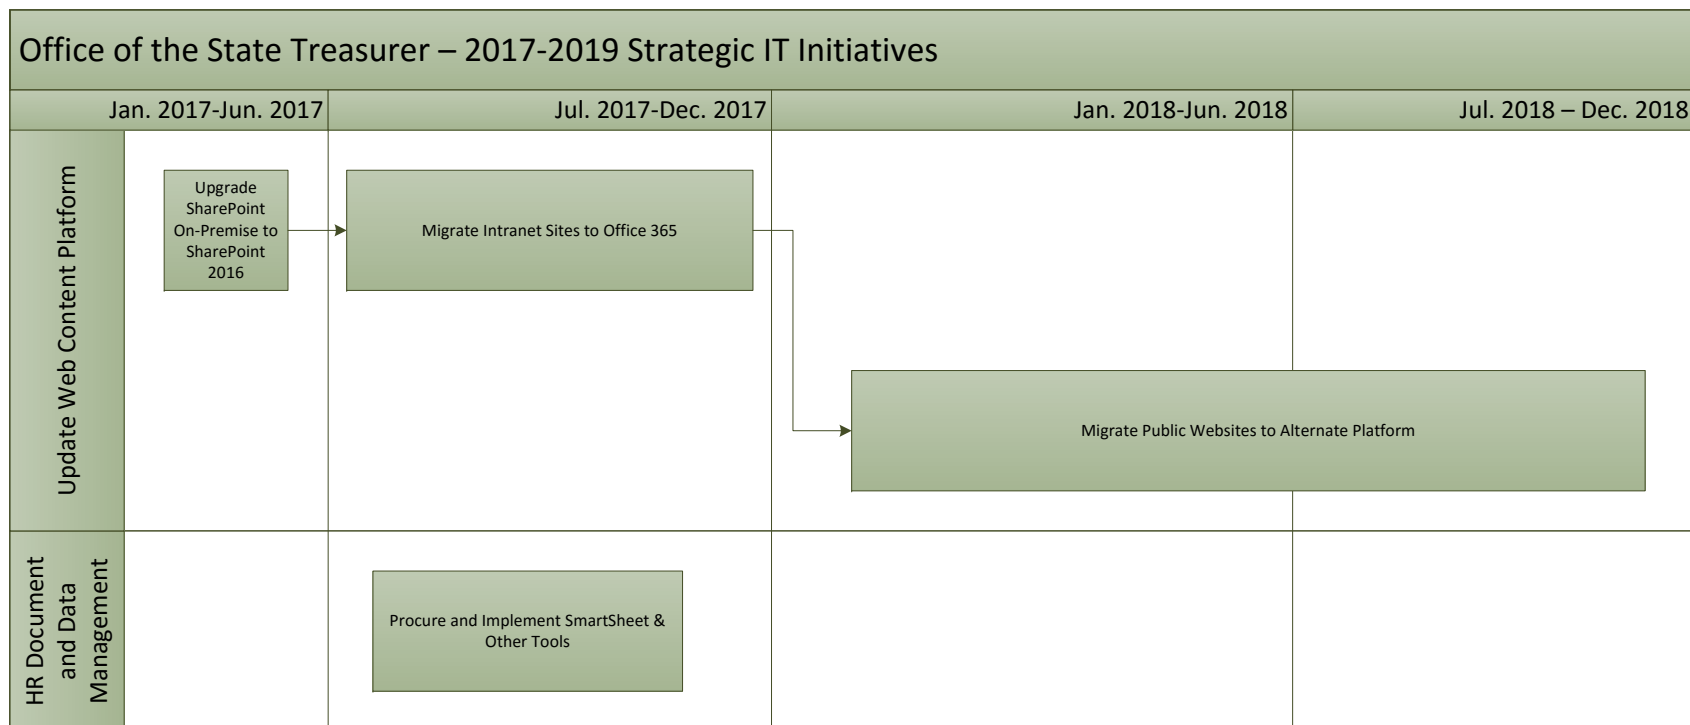 Office of the State Treasurer – 2017-2019 Strategic IT Initiatives
Jan. 2017-Jun. 2017
Jul. 2017-Dec. 2017
Jan. 2018-Jun. 2018
Jul. 2018 – Dec. 2018
Update Web Content Platform
Upgrade
SharePoint
On-Premise to
SharePoint
2016
Migrate Intranet Sites to Office 365
Migrate Public Websites to Alternate Platform
HR Document
and Data
Management
Procure and Implement SmartSheet &
Other Tools